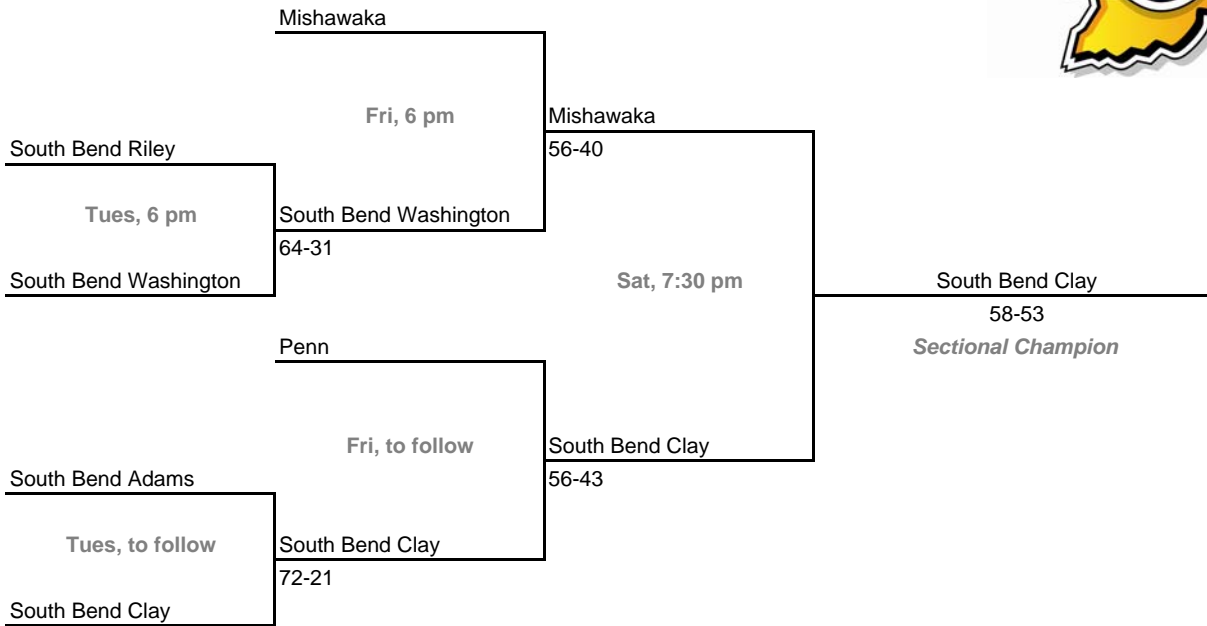 Mishawaka
Fri, 6 pm
Mishawaka
South Bend Riley
56-40
Tues, 6 pm
South Bend Washington
64-31
South Bend Washington
Sat, 7:30 pm
South Bend Clay
58-53
Penn
Sectional Champion
Fri, to follow
South Bend Clay
South Bend Adams
56-43
Tues, to follow
South Bend Clay
72-21
South Bend Clay